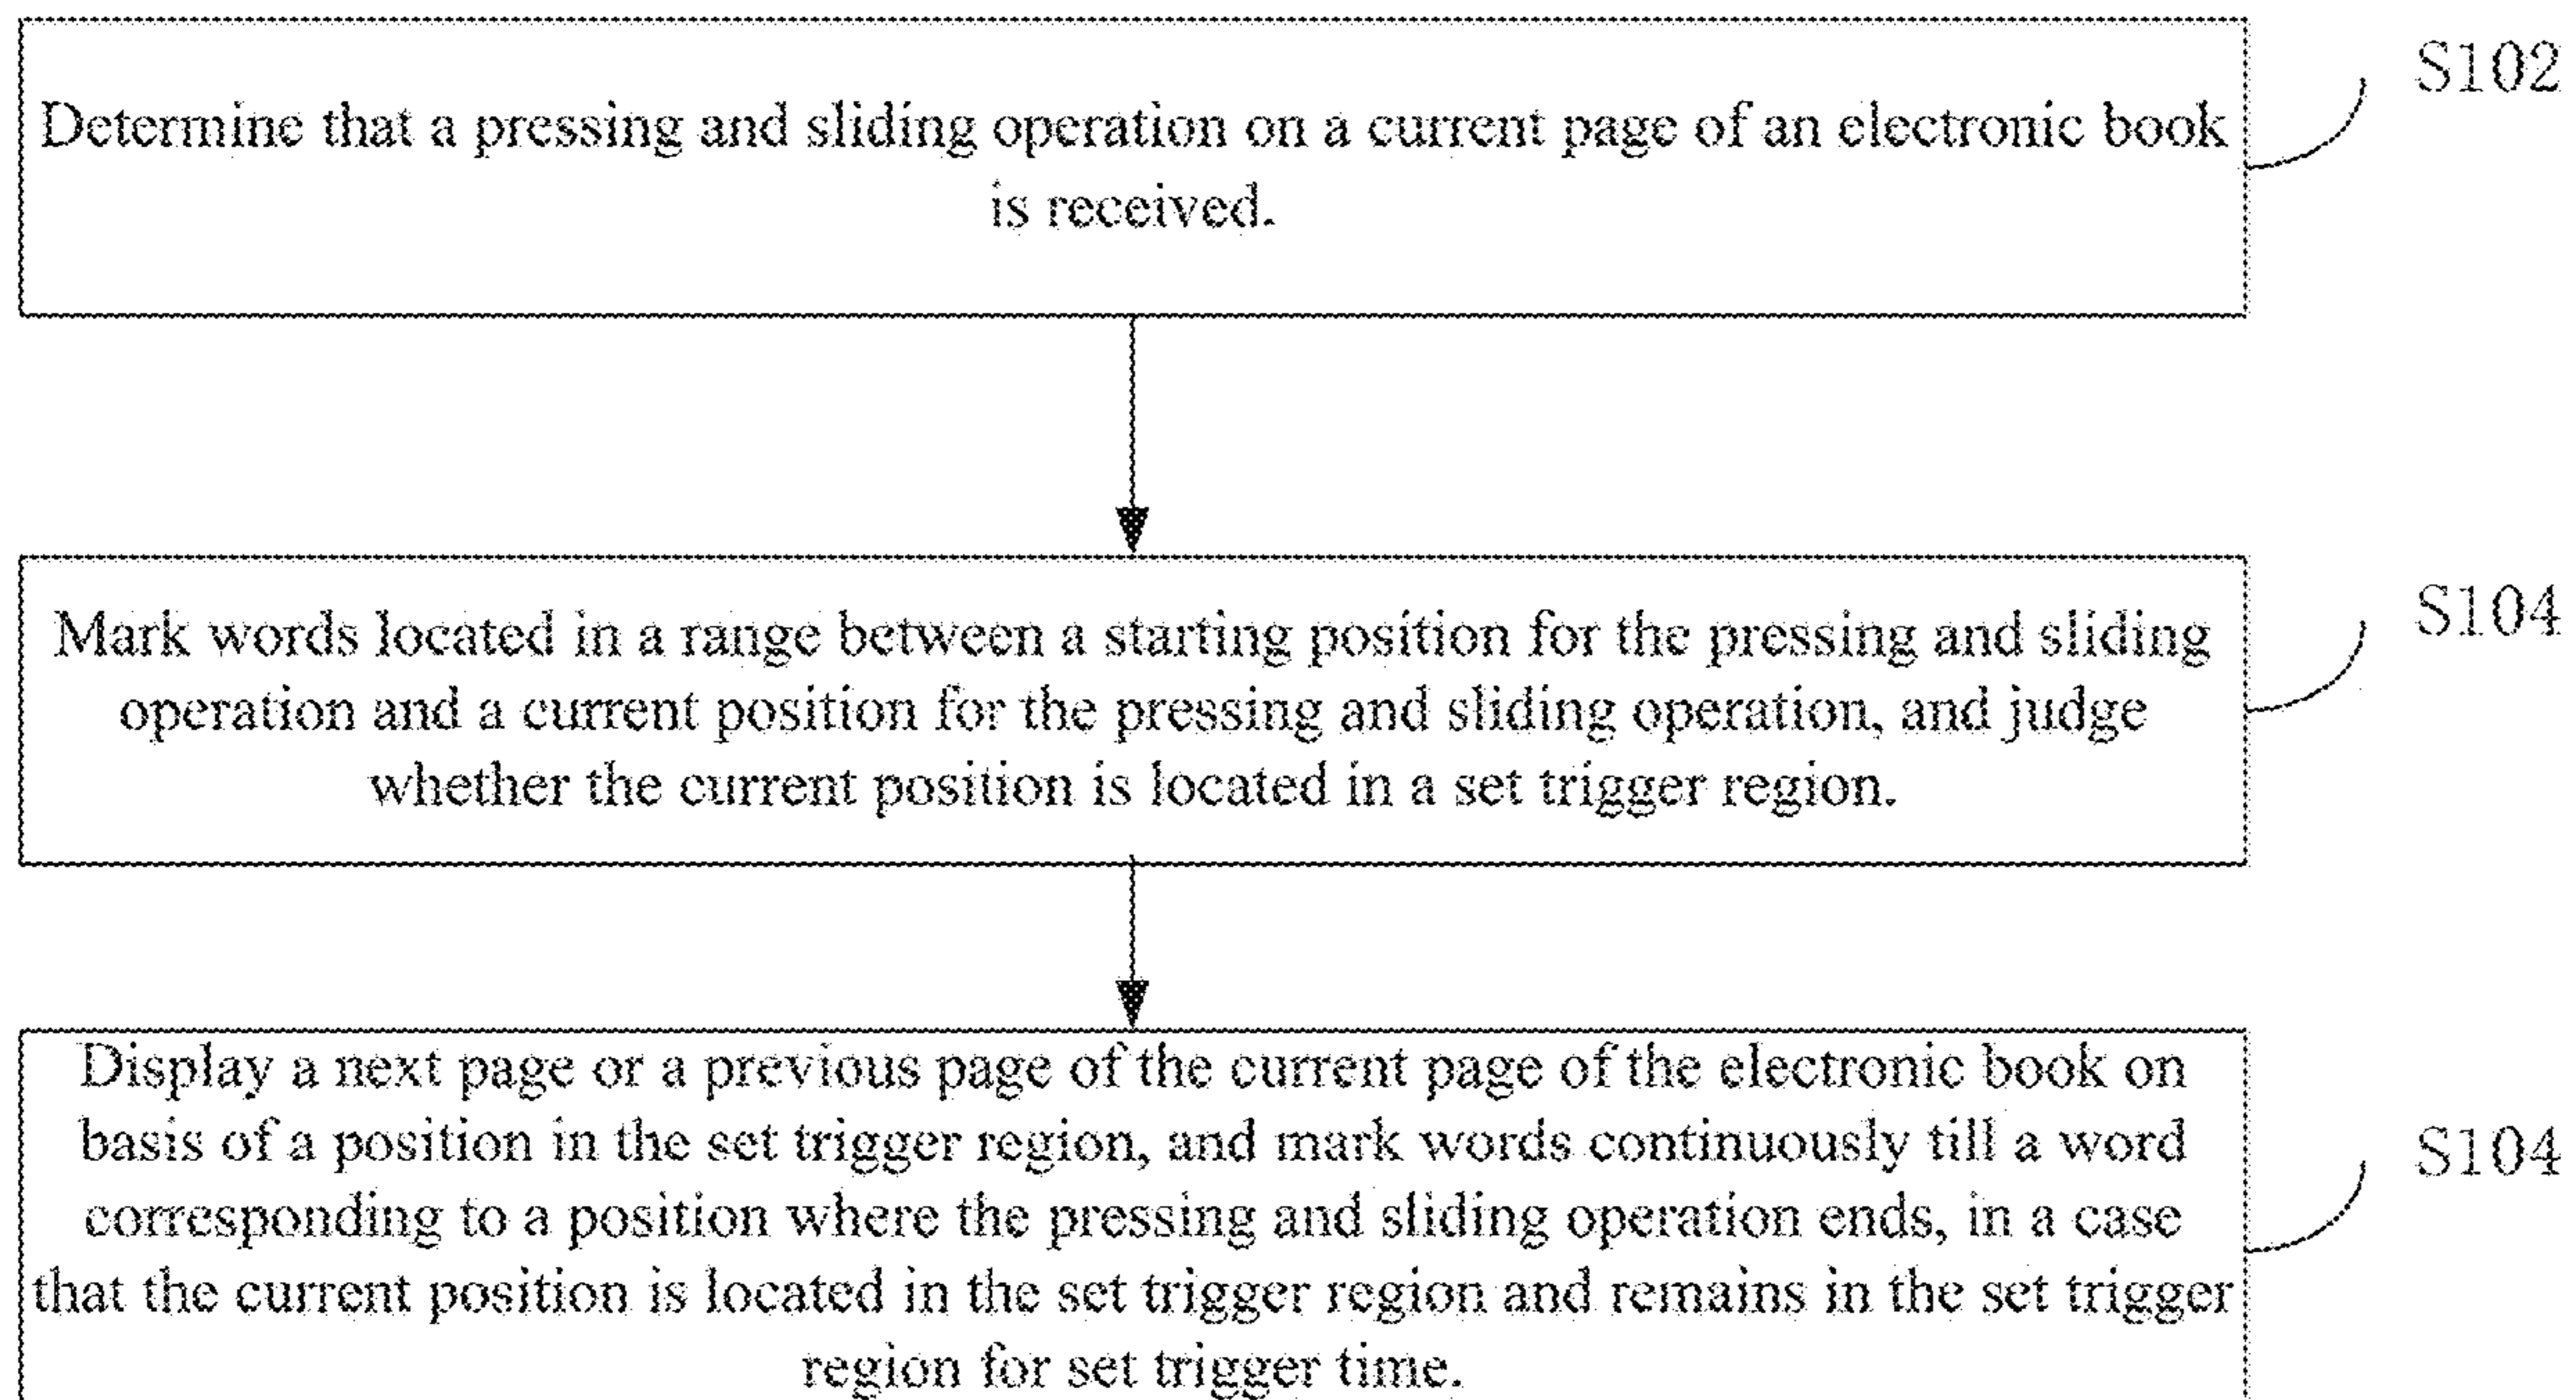 S102
Determine that a pressing and sliding operation on a current page of an electronic book
is received.
S104
Mark words located in a range between a starting position for the pressing and sliding
operation and a current position for the pressing and sliding operation, and judge
whether the current position is located in a set trigger region.
Display a next page or a previous page of the current page of the electronic book on
basis of a position in the set trigger region, and mark words continuously till a word
S104
corresponding to a position where the pressing and sliding operation ends, in a case
that the current position is located in the set trigger region and remains in the set trigger
region for set trigger time.